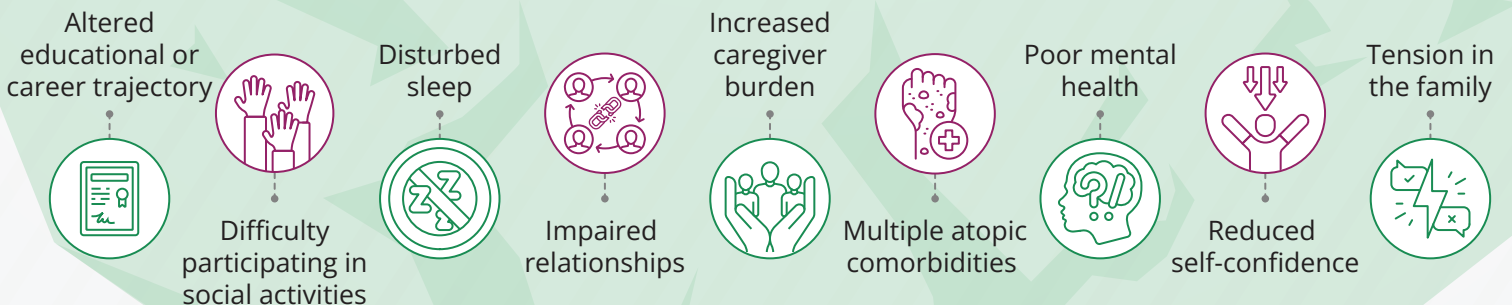 Altered
educational or
career trajectory
Difficulty
participating in
social activities
Disturbed
sleep
Impaired
relationships
Increased
caregiver
burden
Multiple atopic
comorbidities
Poor mental
health
Reduced
self-confidence
Tension in
the family